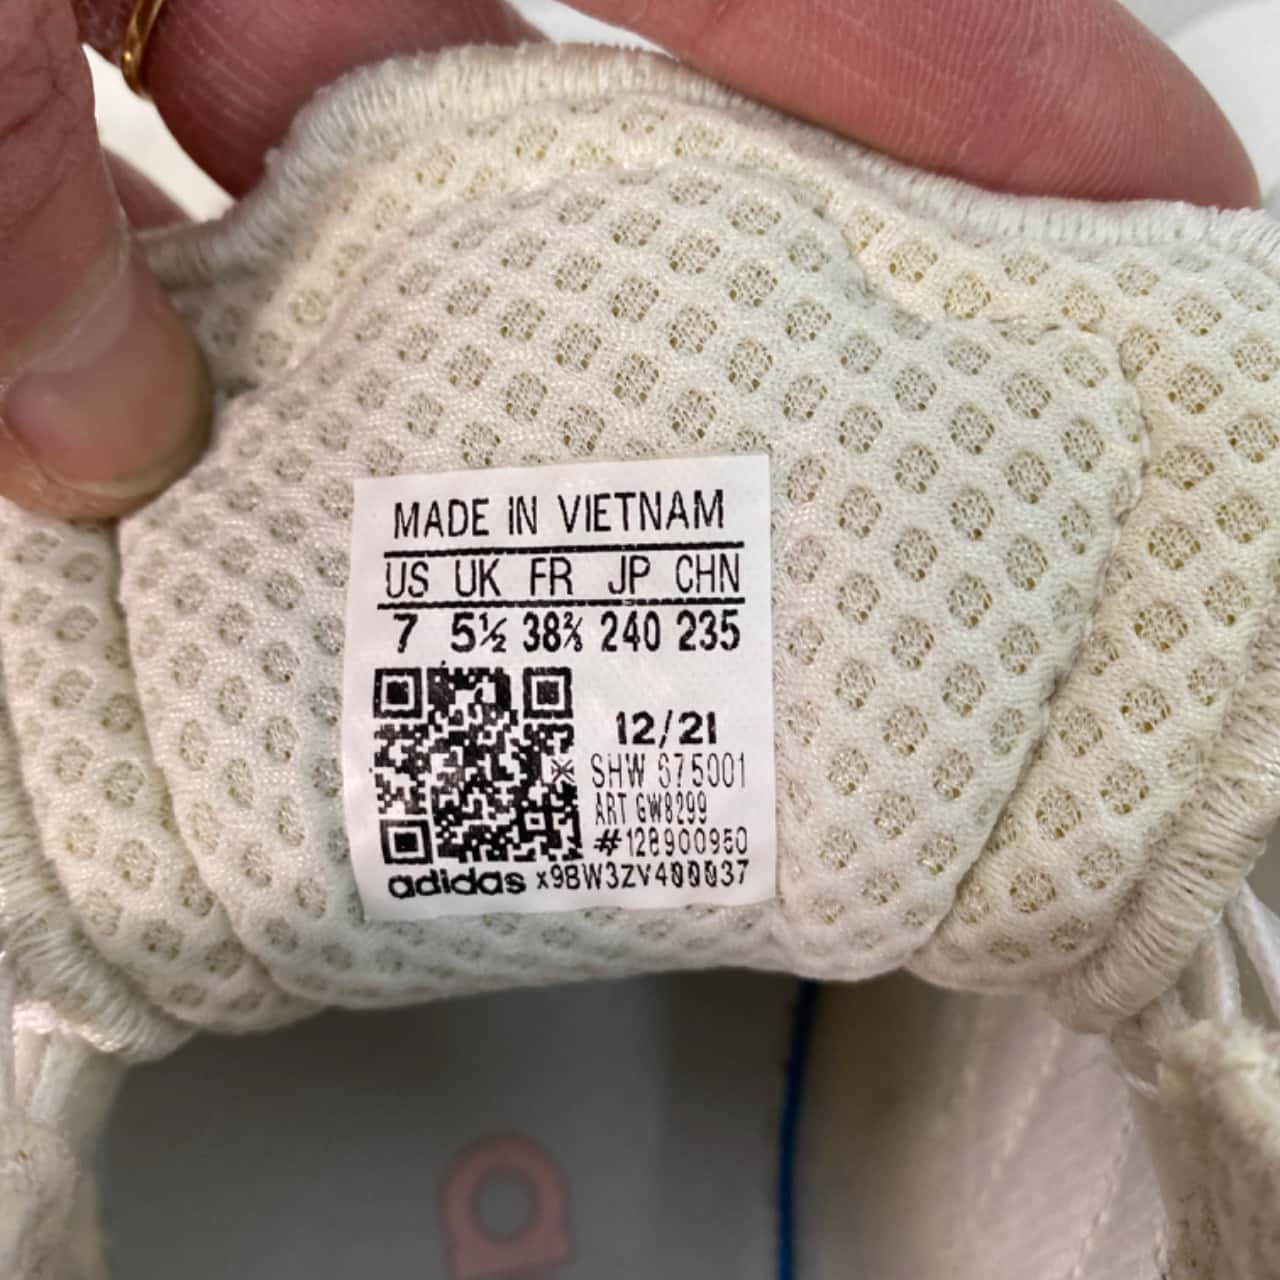 MADE IN VIETNAM
US UK FR JP CHN
7 5½ 38⅔ 240 235
12/21
SHW 675001
ART GW8299
#128900950
adidas x9BW3ZV400037
a